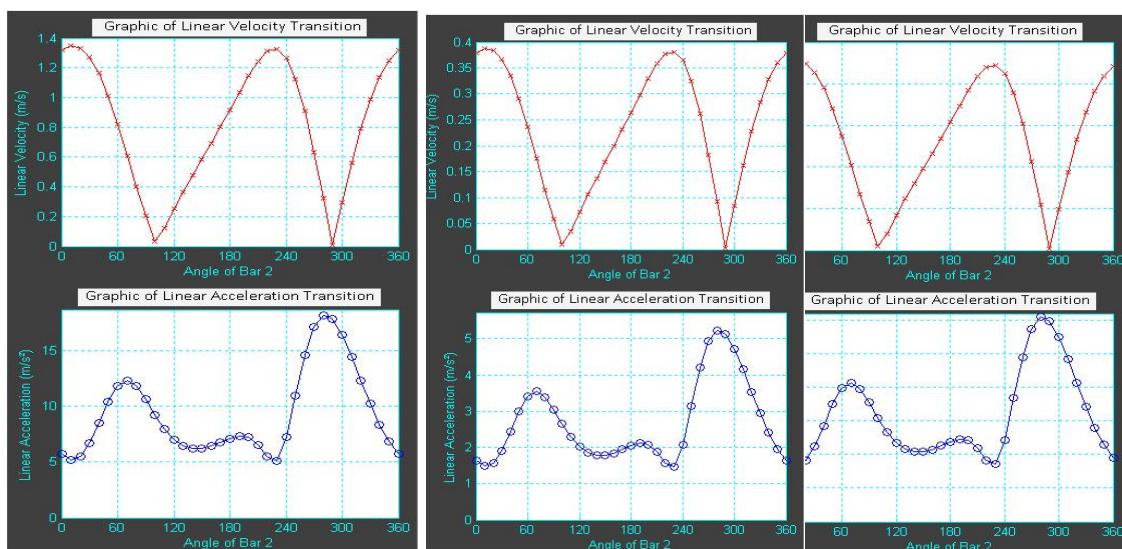 Graphic of Linear Velocity Transition
1.4
1.2
1
0.8
0.6
0.4
0.2
0
Linear Velocity (m/s)
0 60 120 180 240 300 360
Angle of Bar 2
Graphic of Linear Acceleration Transition
15
10
5
0
Linear Acceleration (m/s²)
0 60 120 180 240 300 360
Angle of Bar 2
Graphic of Linear Velocity Transition
0.4
0.35
0.3
0.25
0.2
0.15
0.1
0.05
0
Linear Velocity (m/s)
0 60 120 180 240 300 360
Angle of Bar 2
Graphic of Linear Acceleration Transition
5
4
3
2
1
0
Linear Acceleration (m/s²)
0 60 120 180 240 300 360
Angle of Bar 2
Graphic of Linear Velocity Transition
60 120 180 240 300 360
Angle of Bar 2
Graphic of Linear Acceleration Transition
60 120 180 240 300 360
Angle of Bar 2